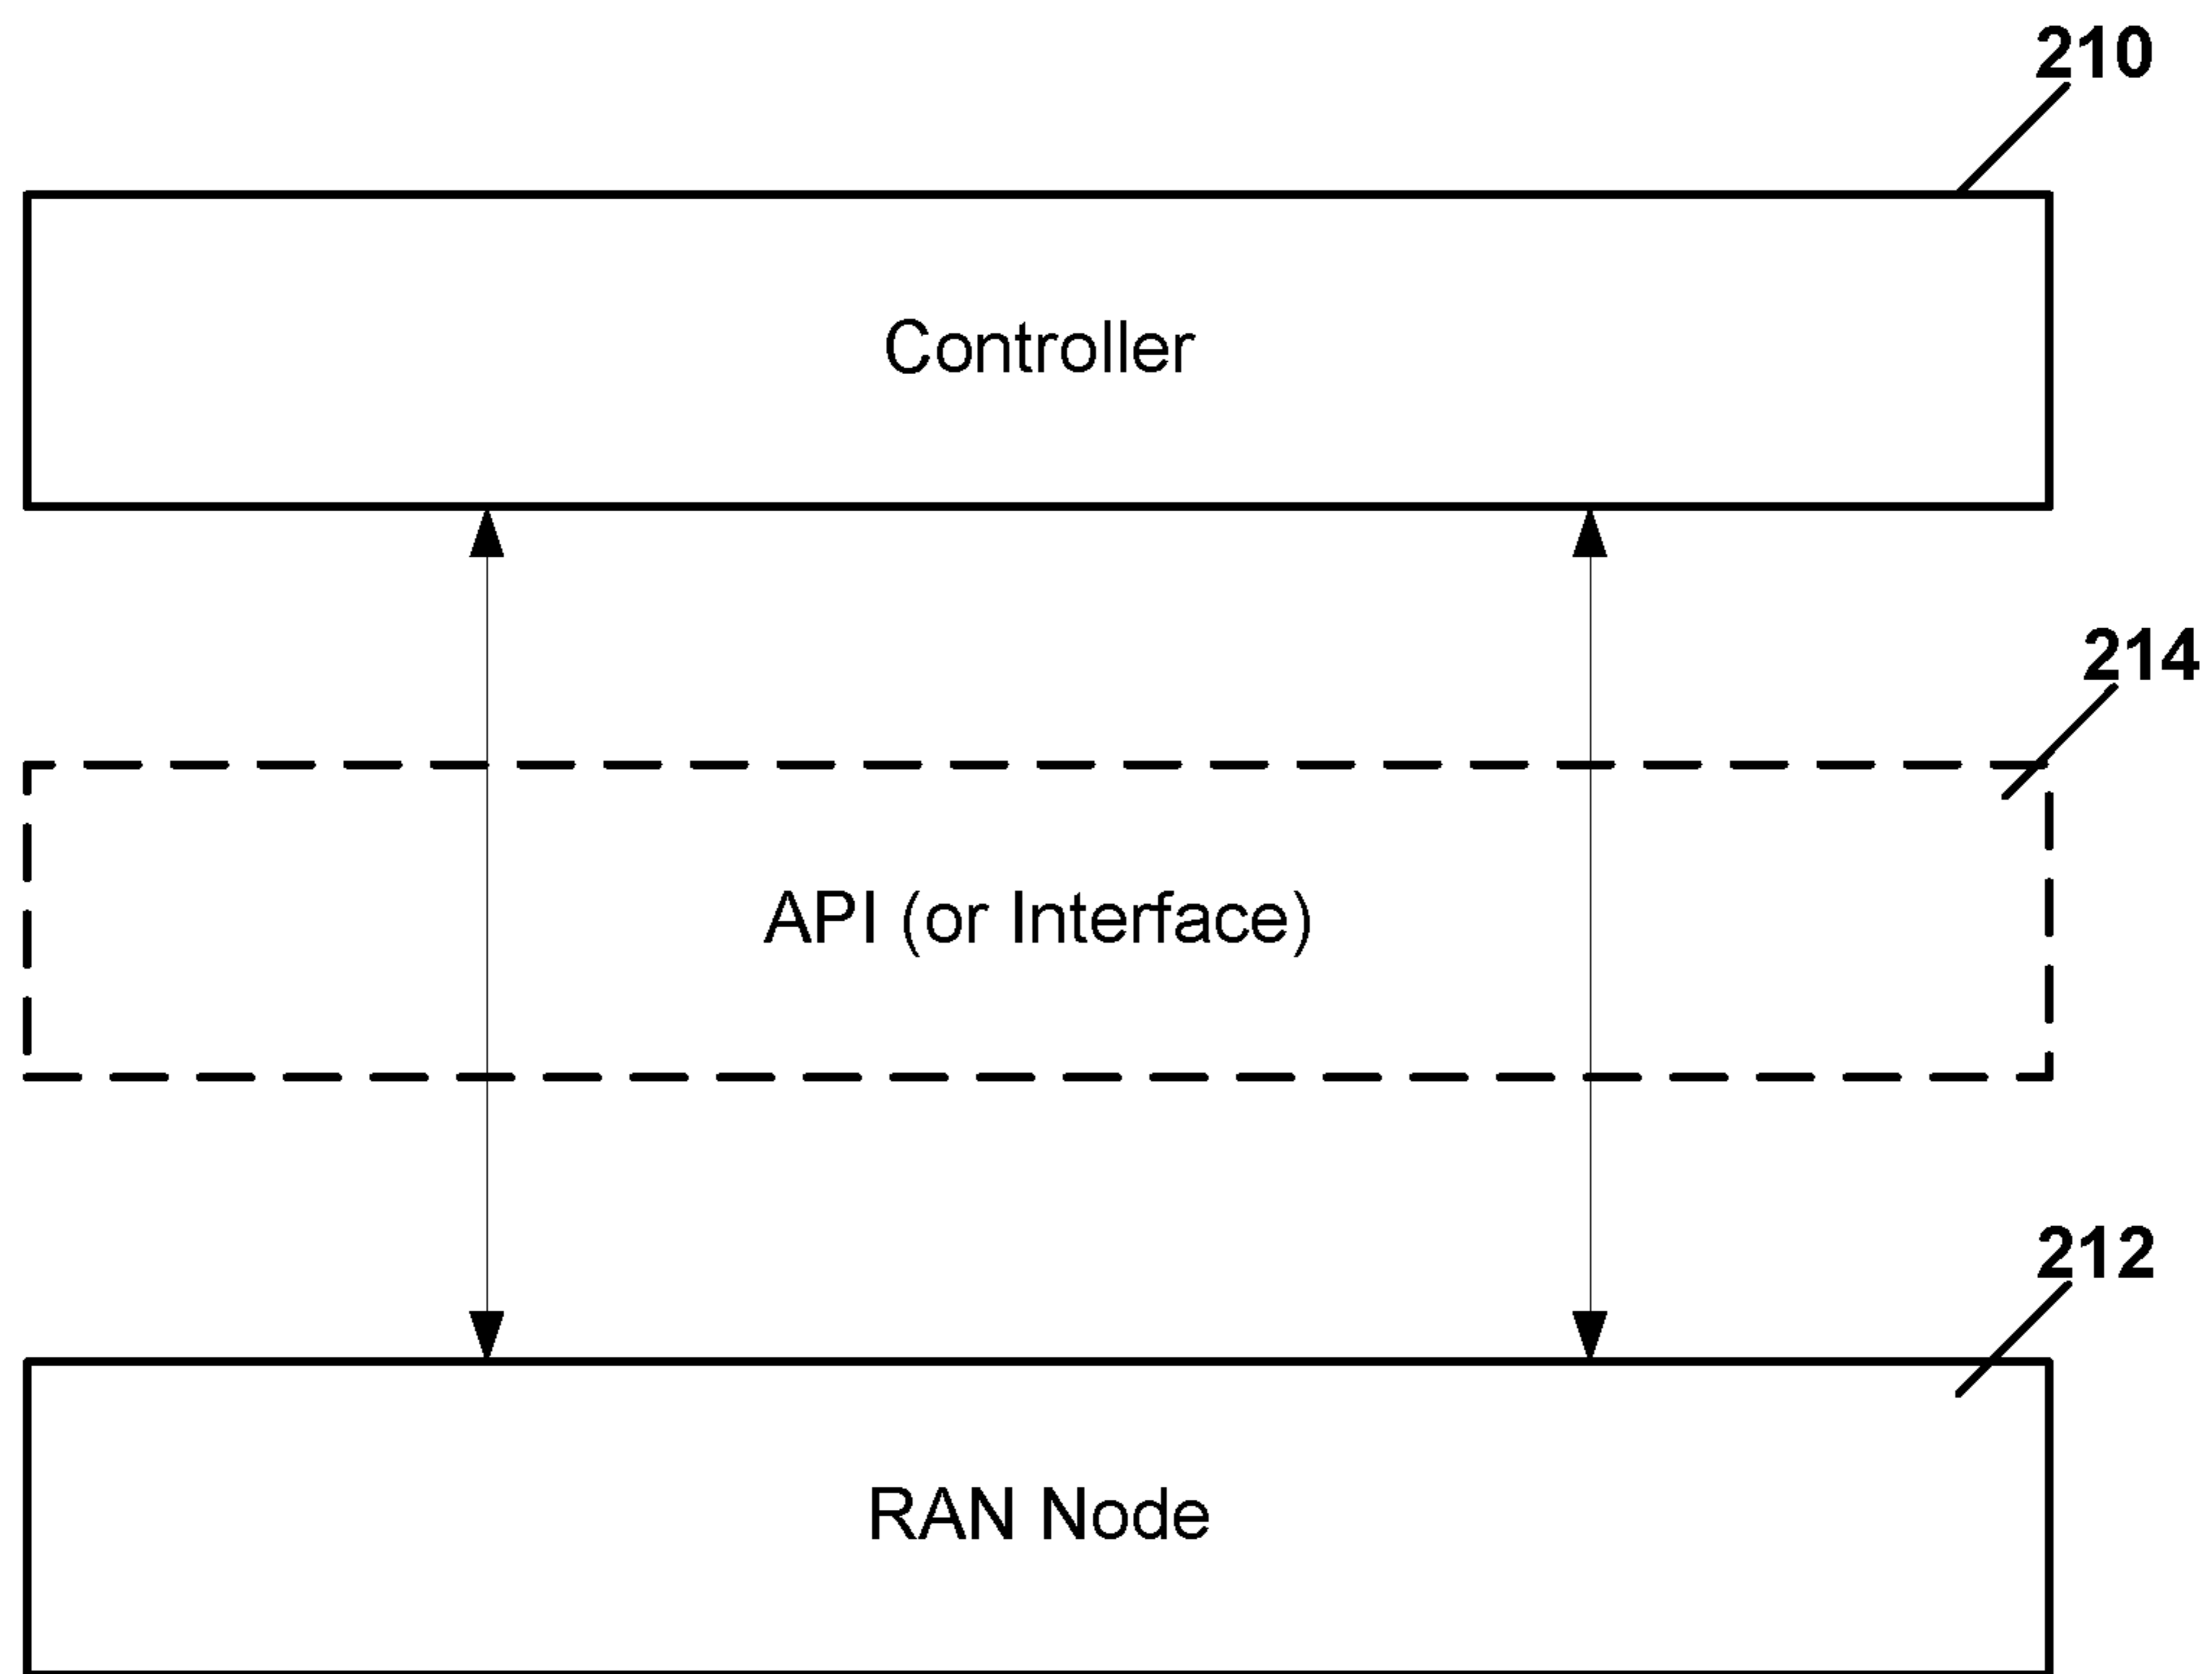 210
Controller
214
API (or Interface)
212
RAN Node